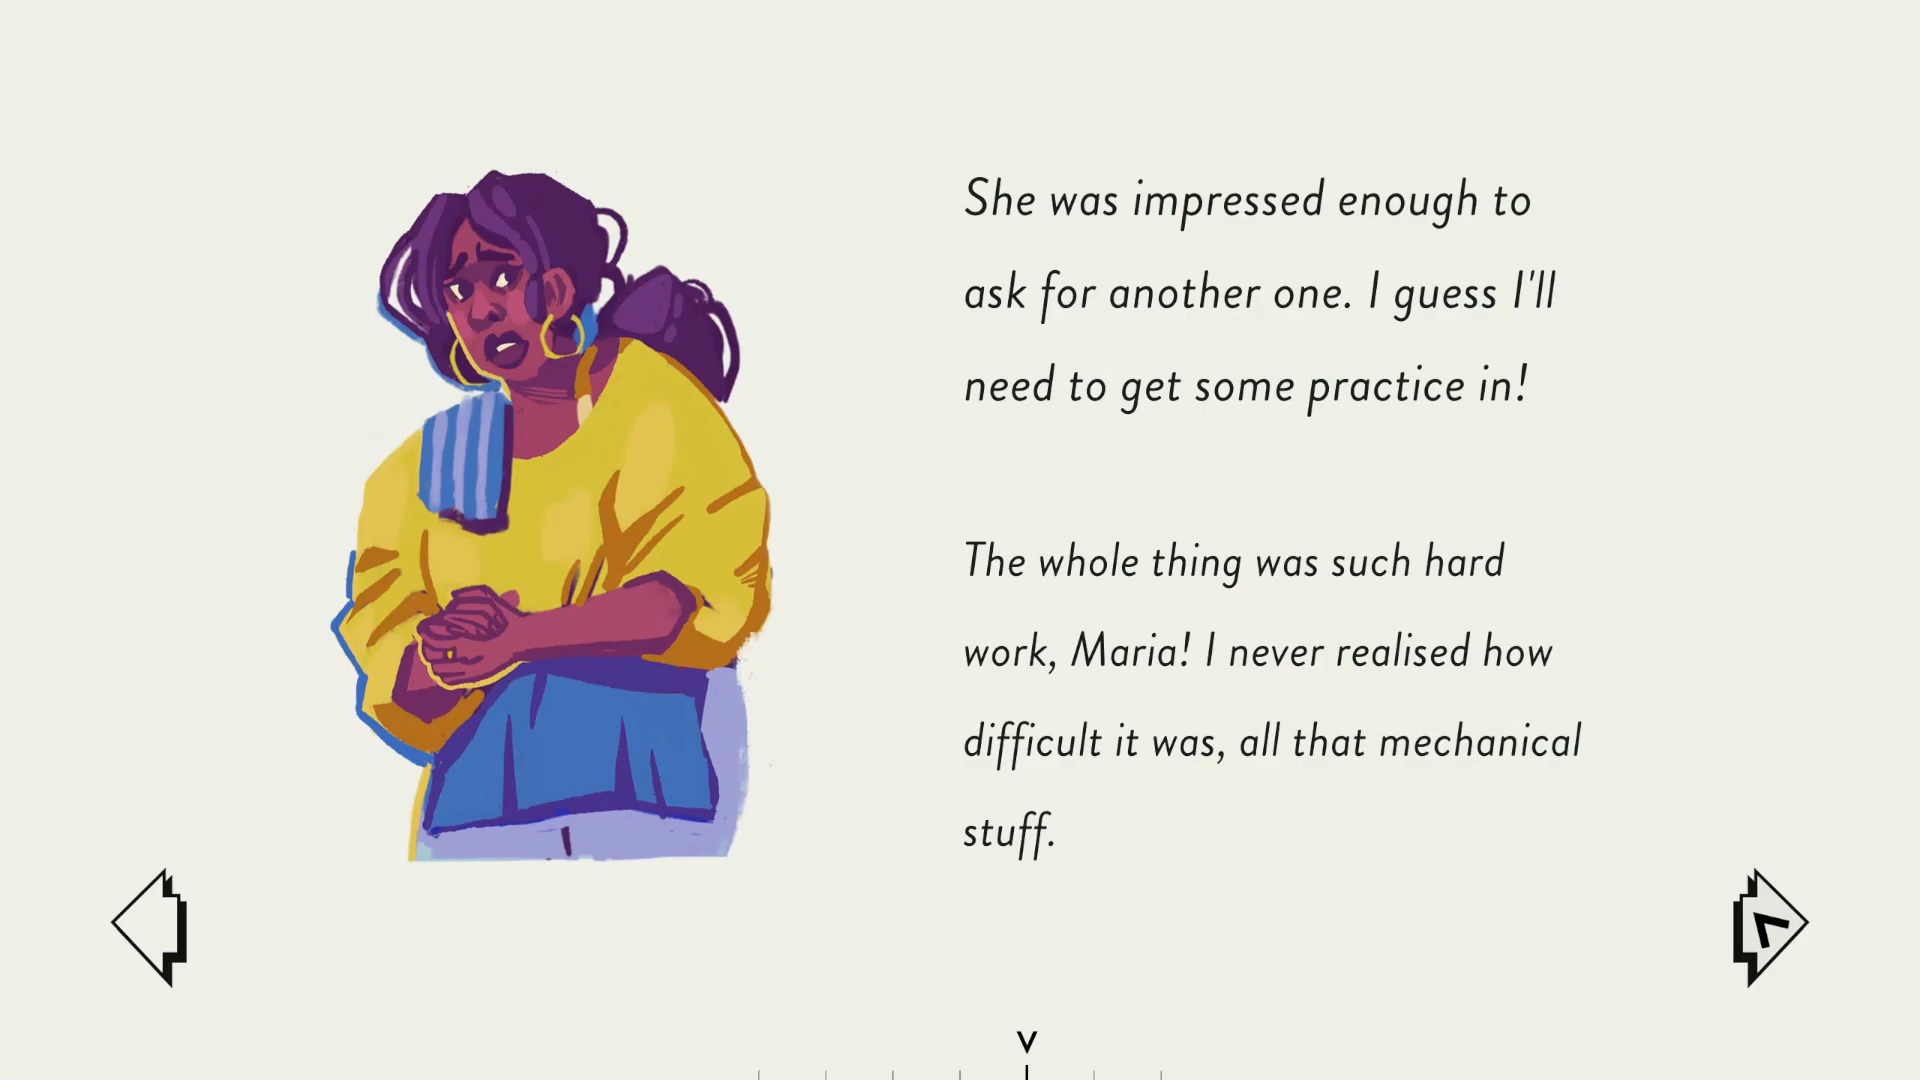 She was impressed enough to
ask for another one. I guess I'll
need to get some practice in!
The whole thing was such hard
work, Maria! I never realised how
difficult it was, all that mechanical
stuff.